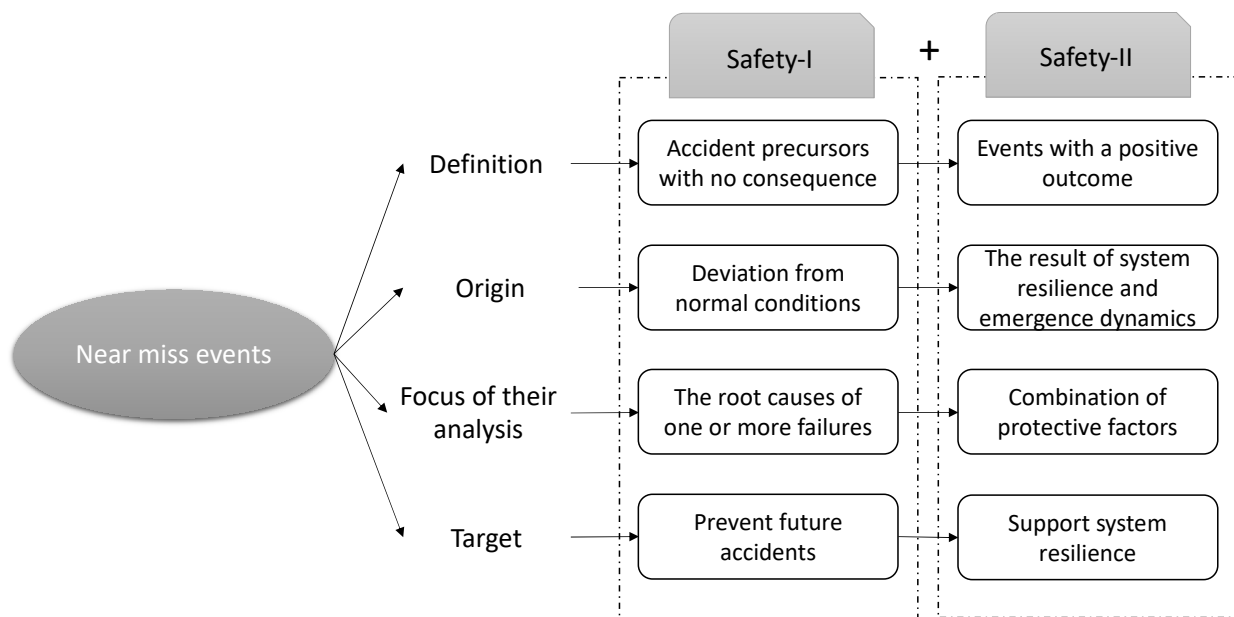 Safety-I
+
Safety-II
Definition
Accident precursors
with no consequence
Events with a positive
outcome
Origin
Deviation from
normal conditions
The result of system
resilience and
emergence dynamics
Near miss events
Focus of their
analysis
The root causes of
one or more failures
Combination of
protective factors
Target
Prevent future
accidents
Support system
resilience